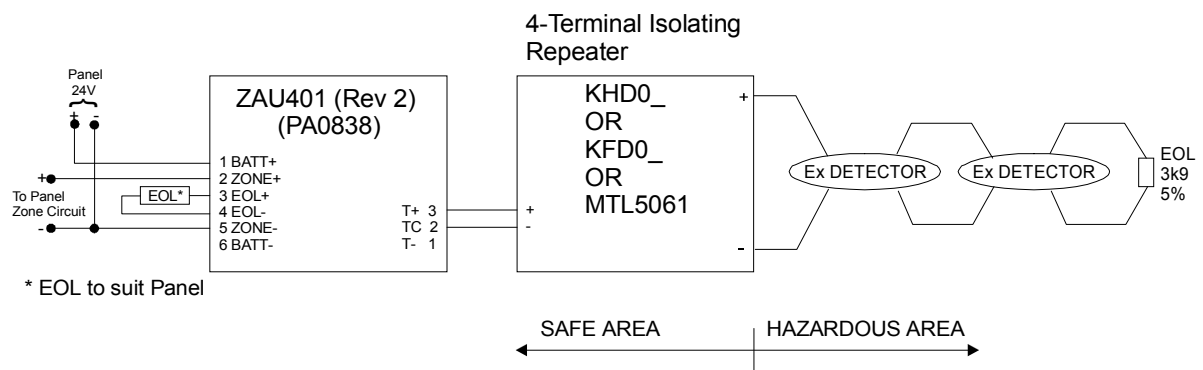 4-Terminal Isolating
Repeater
Panel
24V
+ -
ZAU401 (Rev 2)
(PA0838)
1 BATT+
2 ZONE+
3 EOL+
4 EOL-
5 ZONE-
6 BATT-
T+ 3
TC 2
T- 1
+
To Panel
Zone Circuit
-
EOL*
* EOL to suit Panel
KHD0_
OR
KFD0_
OR
MTL5061
+
-
+
-
Ex DETECTOR
Ex DETECTOR
EOL
3k9
5%
SAFE AREA
HAZARDOUS AREA